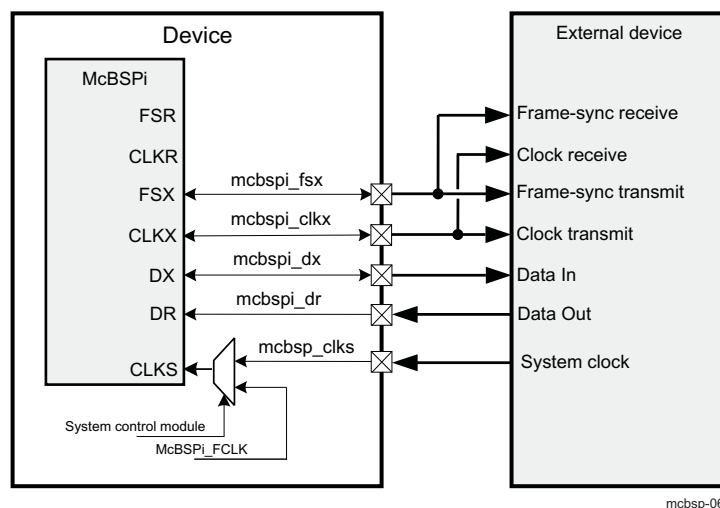 Device
External device
McBSPi
FSR
Frame-sync receive
CLKR
Clock receive
FSX
mcbspi_fsx
Frame-sync transmit
CLKX
mcbspi_clkx
Clock transmit
DX
mcbspi_dx
Data In
DR
mcbspi_dr
Data Out
CLKS
mcbsp_clks
System clock
System control module
McBSPi_FCLK